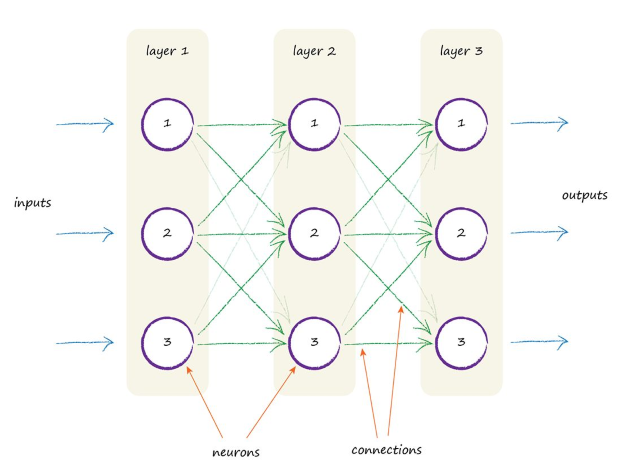 layer 1
layer 2
layer 3
1
1
1
inputs
outputs
2
2
2
3
3
3
neurons
connections